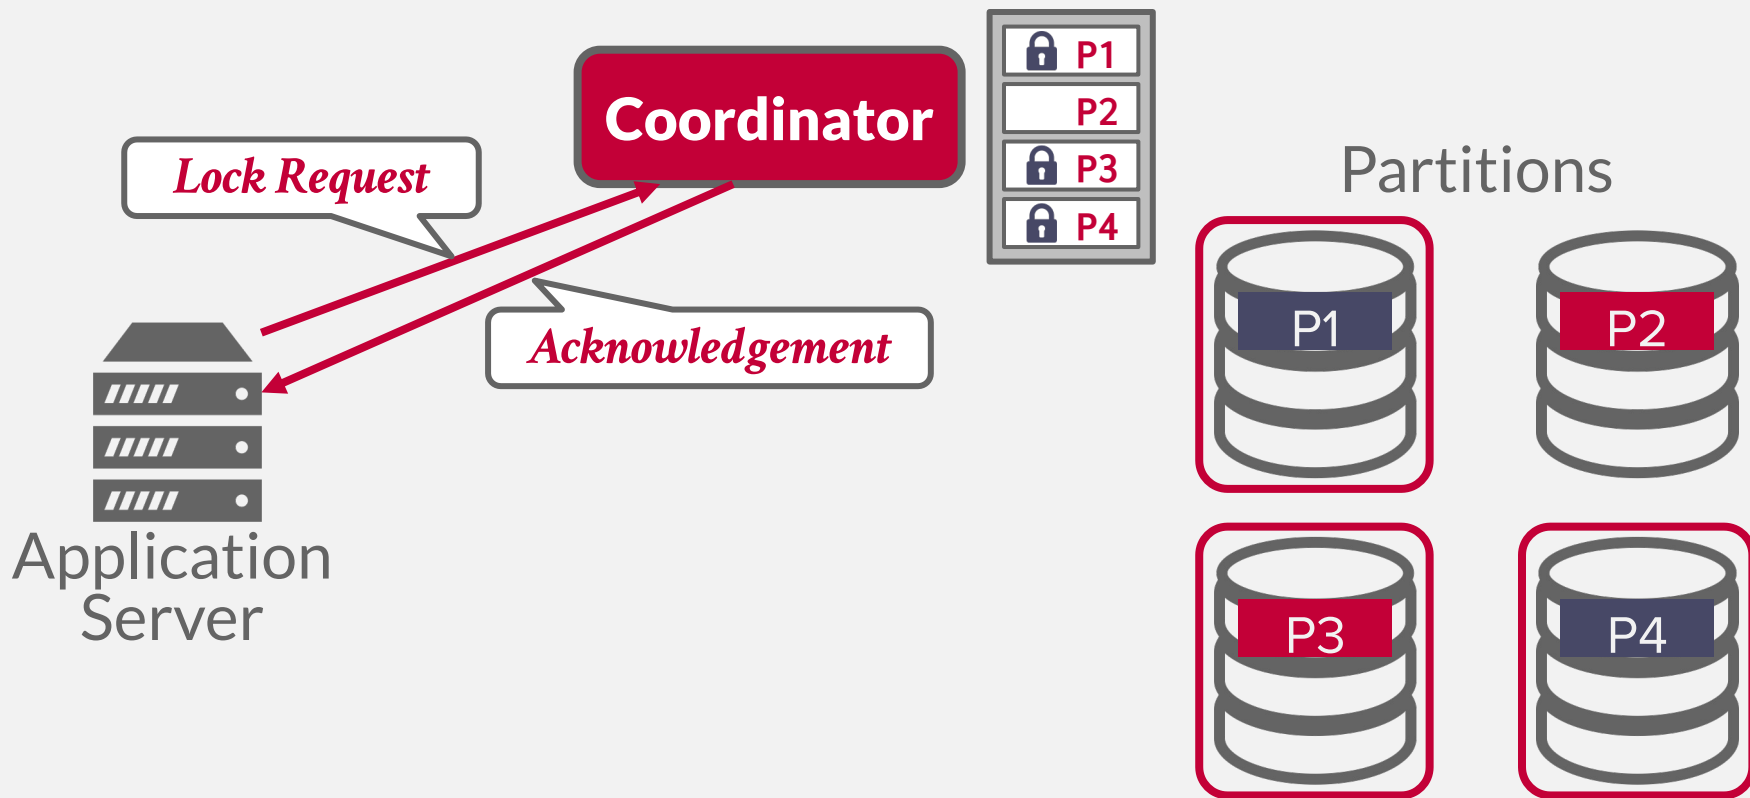 Coordinator
P1
P2
P3
P4
Lock Request
Acknowledgement
Application
Server
Partitions
P1
P2
P3
P4